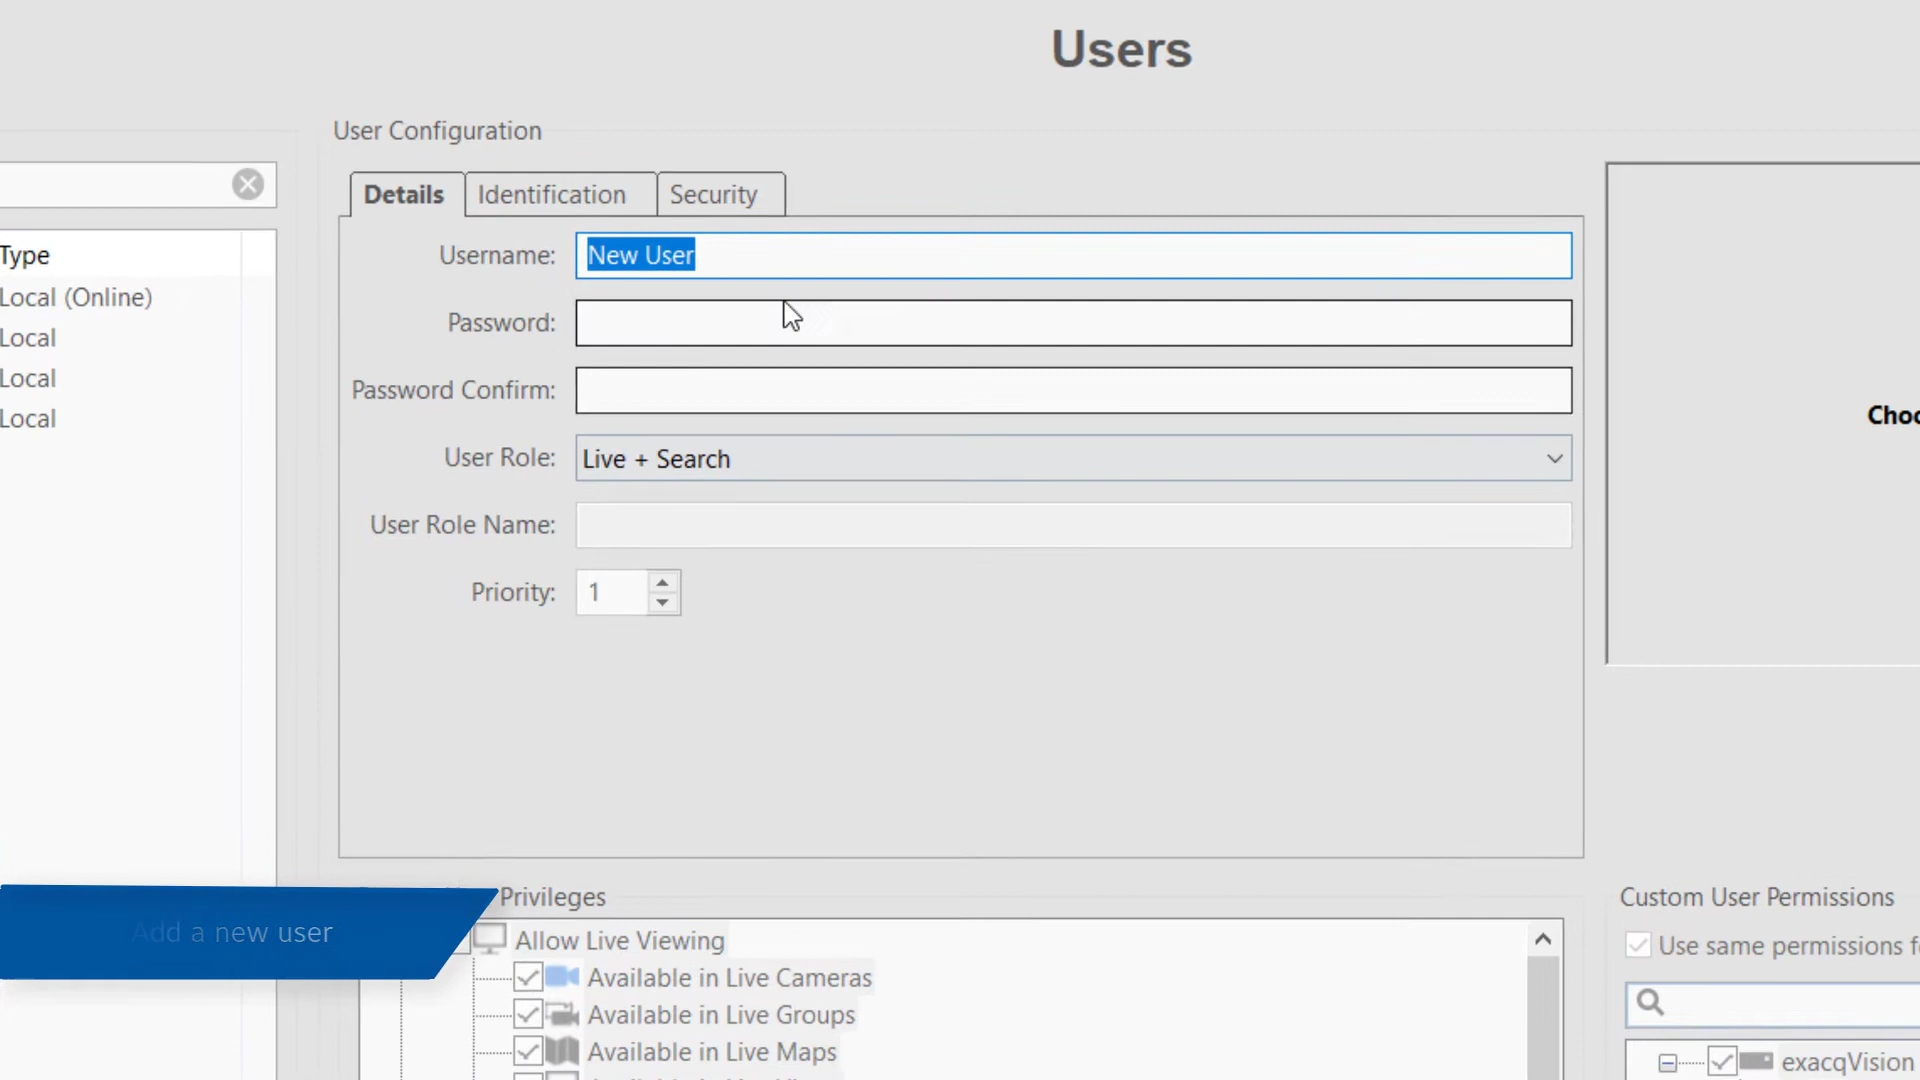 Users
User Configuration
Details
Identification
Security
Type
Local (Online)
Local
Local
Local
Username:
New User
Password:
Password Confirm:
User Role:
Live + Search
User Role Name:
Priority:
1
Choo
Add a new user
Privileges
Allow Live Viewing
Available in Live Cameras
Available in Live Groups
Available in Live Maps
Custom User Permissions
Use same permissions fo
exacqVision